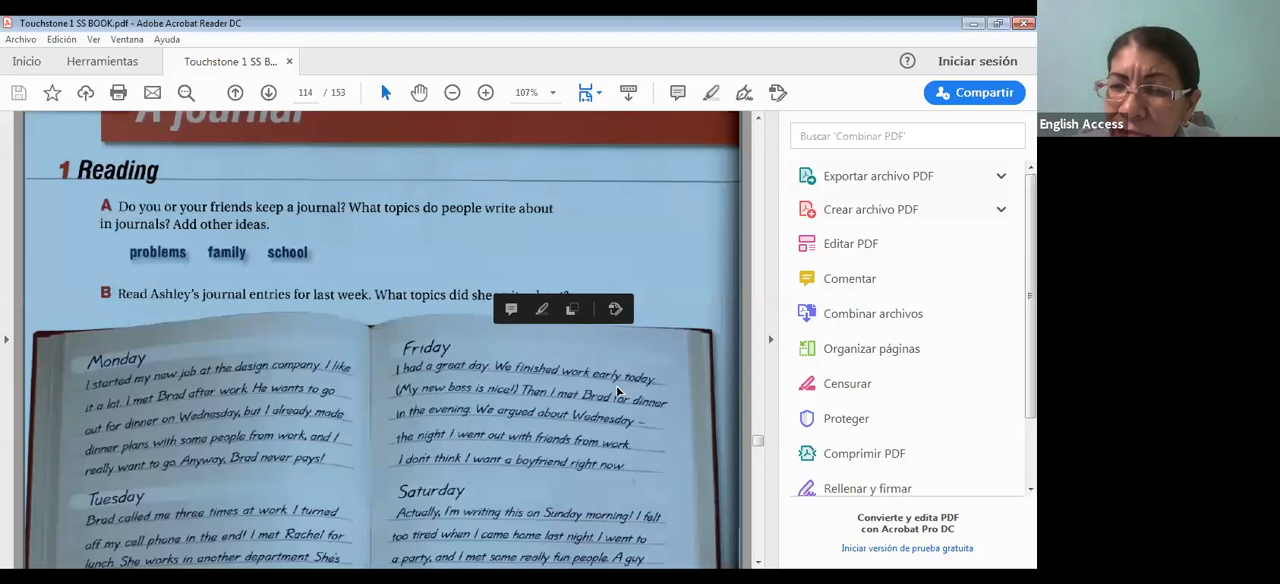 Touchstone 1 SS BOOK.pdf - Adobe Acrobat Reader DC
Archivo Edición Ver Ventana Ayuda
Inicio Herramientas Touchstone 1 SS B... × Iniciar sesión
114 / 153 107% Compartir
A journal
1 Reading
A Do you or your friends keep a journal? What topics do people write about
in journals? Add other ideas.
problems family school
B Read Ashley's journal entries for last week. What topics did she
Monday
I started my new job at the design company. I like
it a lot. I met Brad after work. He wants to go
out for dinner on Wednesday, but I already made
dinner plans with some people from work, and I
really want to go. Anyway, Brad never pays!
Tuesday
Brad called me three times at work. I turned
off my cell phone in the end! I met Rachel for
lunch. She works in another department. She's
Friday
I had a great day. We finished work early today.
(My new boss is nice!) Then I met Brad for dinner
in the evening. We argued about Wednesday –
the night I went out with friends from work.
I don't think I want a boyfriend right now.
Saturday
Actually, I'm writing this on Sunday morning! I felt
too tired when I came home last night. I went to
a party, and I met some really fun people. A guy
Buscar 'Combinar PDF'
Exportar archivo PDF
Crear archivo PDF
Editar PDF
Comentar
Combinar archivos
Organizar páginas
Censurar
Proteger
Comprimir PDF
Rellenar y firmar
Convierte y edita PDF
con Acrobat Pro DC
Iniciar versión de prueba gratuita
English Access